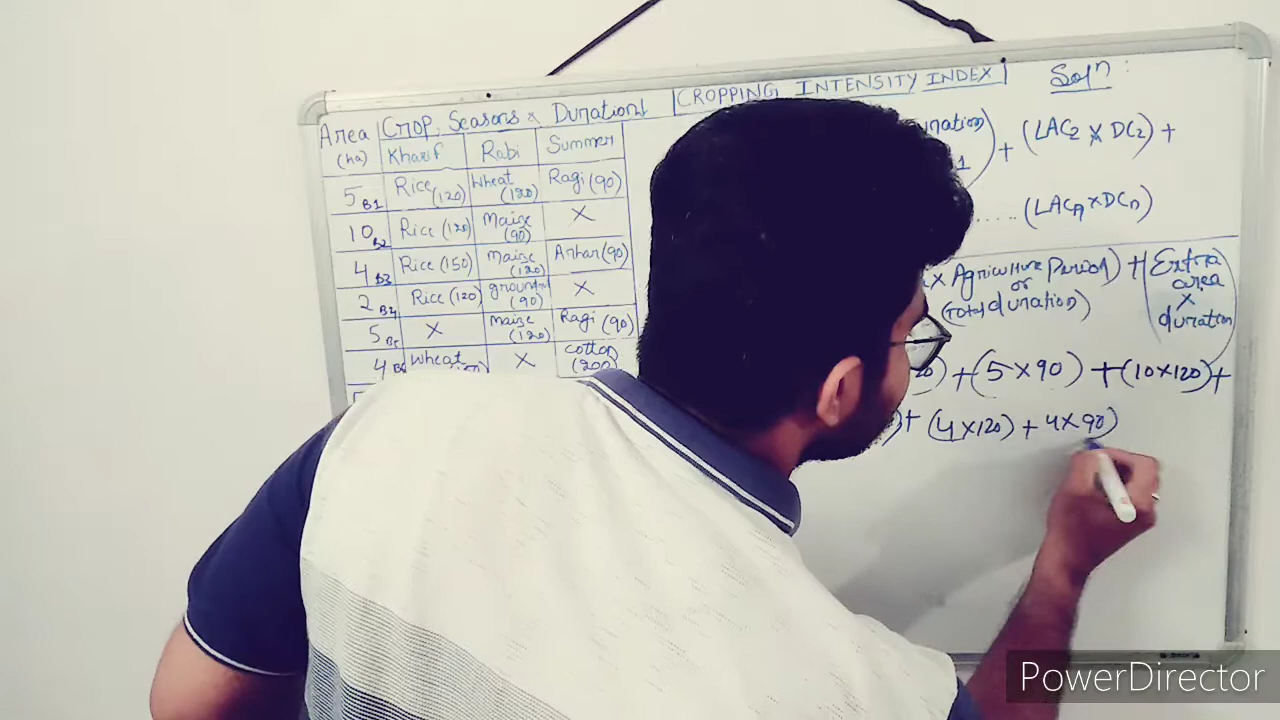 CROPPING INTENSITY INDEX
Solⁿ :
Area (ha)
Crop, Seasons & Duration
Kharif Rabi Summer
5 B1 Rice (120) Wheat (120) Ragi (90)
10 B2 Rice (120) Maize (90) X
4 B3 Rice (150) Maize (120) Arhar (90)
2 B4 Rice (120) (90) X
5 X Maize (120) Ragi (90)
4 Wheat X cotton (200)
+ (LAC2 X DC2) +
..... (LACn X DCn)
X Agriculture Period) + (Extra area X duration)
or
(Total duration)
) + (5 X 90) + (10 X 120) +
) + (4 X 120) + 4 X 90)
PowerDirector